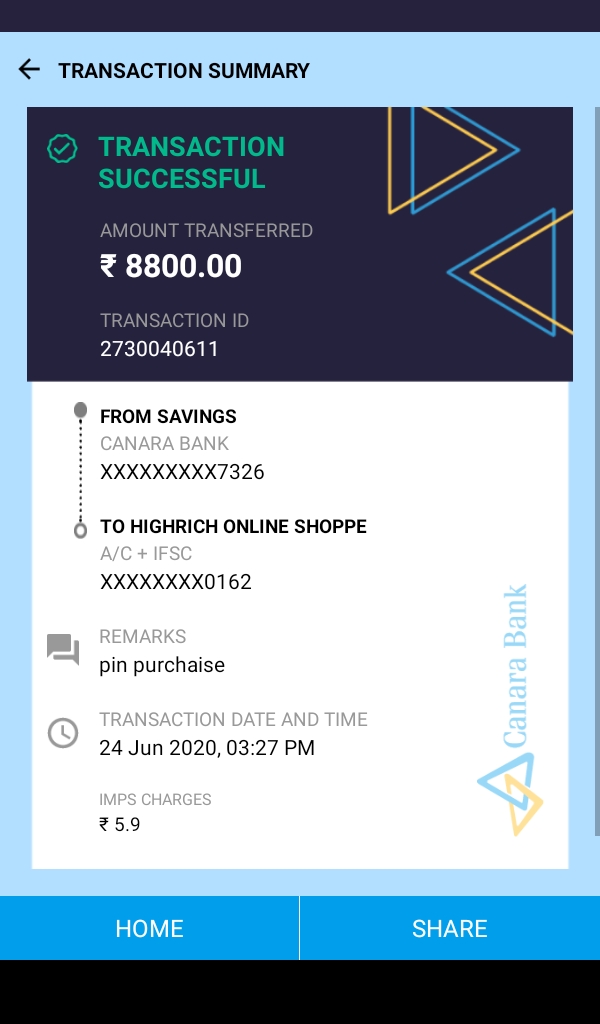 TRANSACTION SUMMARY
TRANSACTION
SUCCESSFUL
AMOUNT TRANSFERRED
₹ 8800.00
TRANSACTION ID
2730040611
FROM SAVINGS
CANARA BANK
XXXXXXXXX7326
TO HIGHRICH ONLINE SHOPPE
A/C + IFSC
XXXXXXXX0162
REMARKS
pin purchaise
TRANSACTION DATE AND TIME
24 Jun 2020, 03:27 PM
IMPS CHARGES
₹ 5.9
Canara Bank
HOME
SHARE